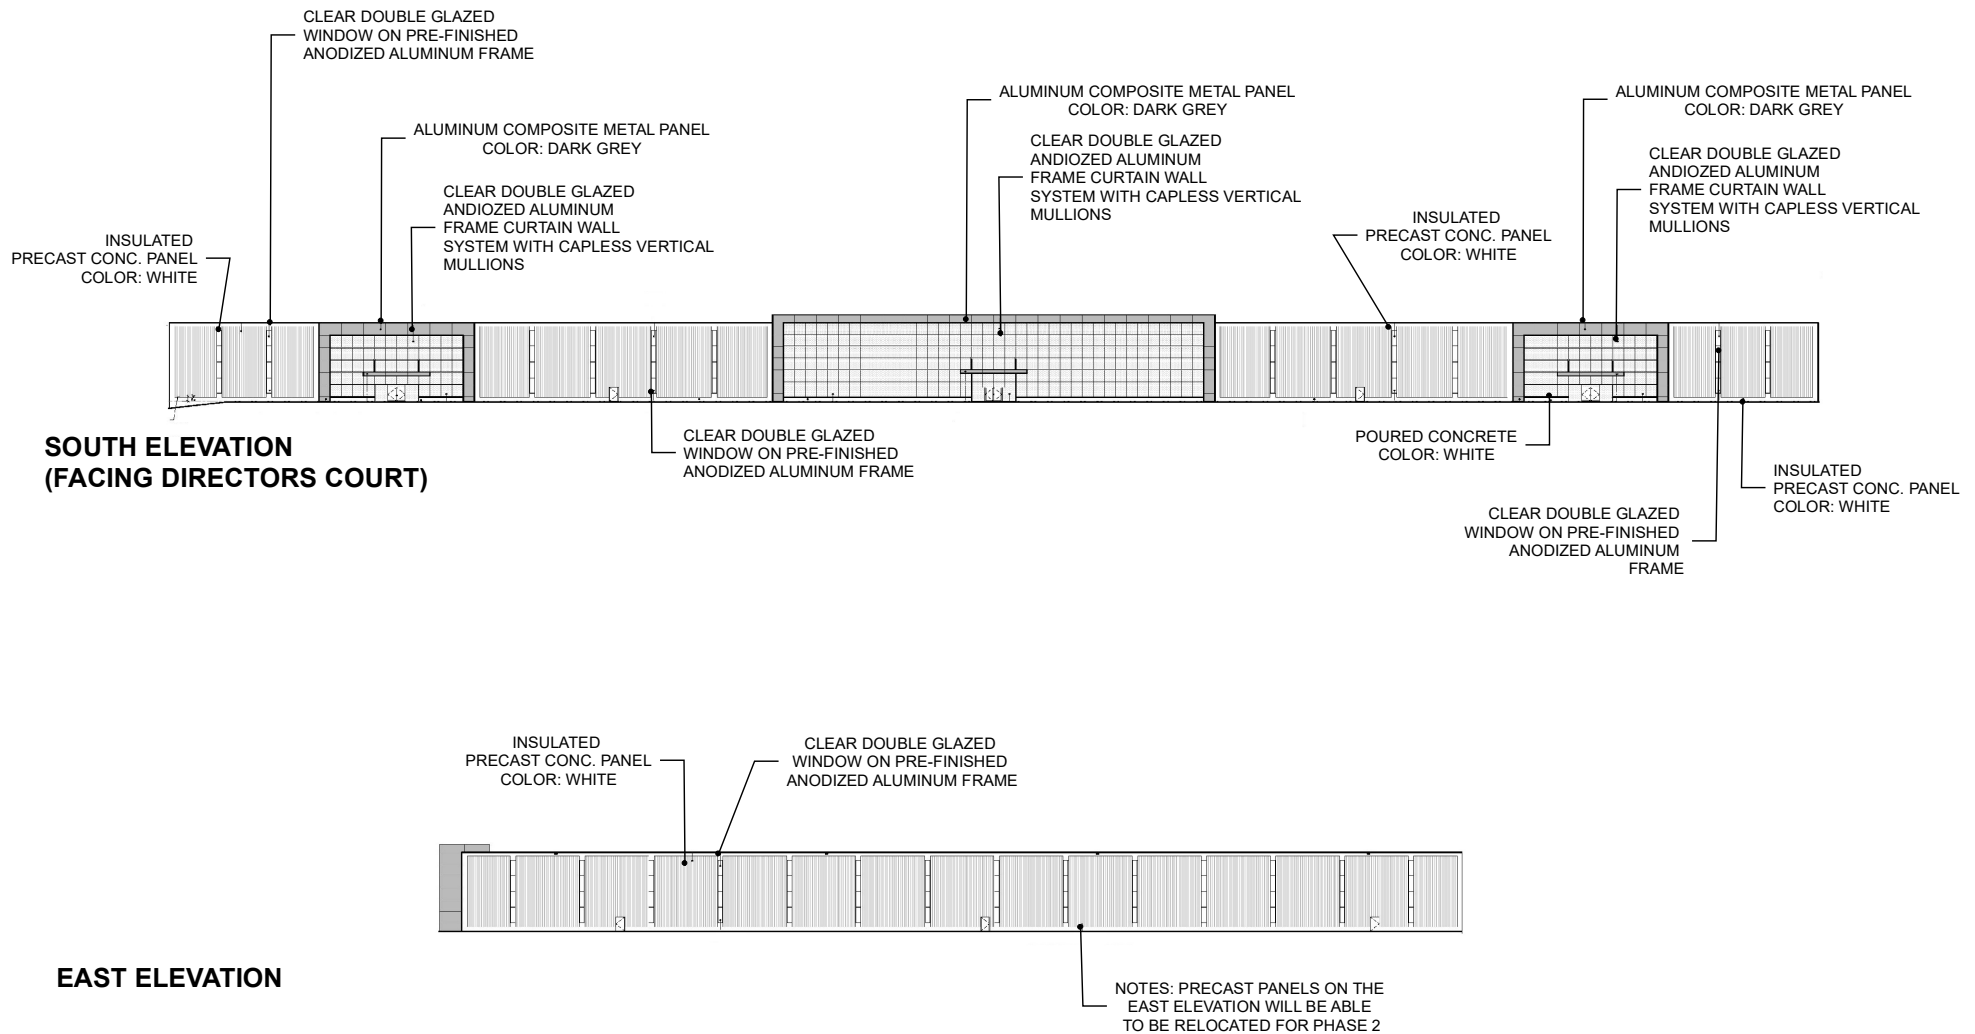 CLEAR DOUBLE GLAZED
WINDOW ON PRE-FINISHED
ANODIZED ALUMINUM FRAME
ALUMINUM COMPOSITE METAL PANEL
COLOR: DARK GREY
CLEAR DOUBLE GLAZED
ANDIOZED ALUMINUM
FRAME CURTAIN WALL
SYSTEM WITH CAPLESS VERTICAL
MULLIONS
INSULATED
PRECAST CONC. PANEL
COLOR: WHITE
ALUMINUM COMPOSITE METAL PANEL
COLOR: DARK GREY
CLEAR DOUBLE GLAZED
ANDIOZED ALUMINUM
FRAME CURTAIN WALL
SYSTEM WITH CAPLESS VERTICAL
MULLIONS
INSULATED
PRECAST CONC. PANEL
COLOR: WHITE
ALUMINUM COMPOSITE METAL PANEL
COLOR: DARK GREY
CLEAR DOUBLE GLAZED
ANDIOZED ALUMINUM
FRAME CURTAIN WALL
SYSTEM WITH CAPLESS VERTICAL
MULLIONS
SOUTH ELEVATION
(FACING DIRECTORS COURT)
CLEAR DOUBLE GLAZED
WINDOW ON PRE-FINISHED
ANODIZED ALUMINUM FRAME
POURED CONCRETE
COLOR: WHITE
INSULATED
PRECAST CONC. PANEL
COLOR: WHITE
CLEAR DOUBLE GLAZED
WINDOW ON PRE-FINISHED
ANODIZED ALUMINUM
FRAME
INSULATED
PRECAST CONC. PANEL
COLOR: WHITE
CLEAR DOUBLE GLAZED
WINDOW ON PRE-FINISHED
ANODIZED ALUMINUM FRAME
EAST ELEVATION
NOTES: PRECAST PANELS ON THE
EAST ELEVATION WILL BE ABLE
TO BE RELOCATED FOR PHASE 2